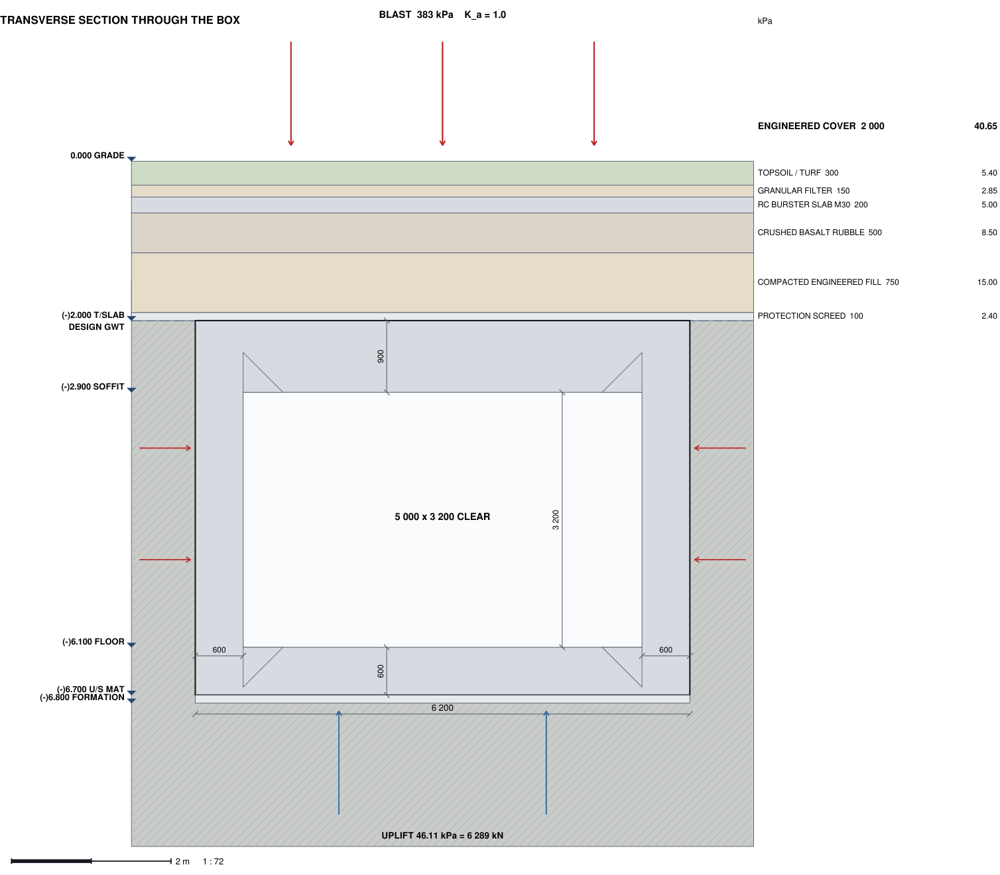 TRANSVERSE SECTION THROUGH THE BOX
BLAST 383 kPa K_a = 1.0
kPa
ENGINEERED COVER 2 000 40.65
0.000 GRADE
TOPSOIL / TURF 300 5.40
GRANULAR FILTER 150 2.85
RC BURSTER SLAB M30 200 5.00
CRUSHED BASALT RUBBLE 500 8.50
COMPACTED ENGINEERED FILL 750 15.00
(-)2.000 T/SLAB
PROTECTION SCREED 100 2.40
DESIGN GWT
900
(-)2.900 SOFFIT
5 000 x 3 200 CLEAR
3 200
(-)6.100 FLOOR
600
600
600
(-)6.700 U/S MAT
(-)6.800 FORMATION
6 200
UPLIFT 46.11 kPa = 6 289 kN
2 m 1 : 72